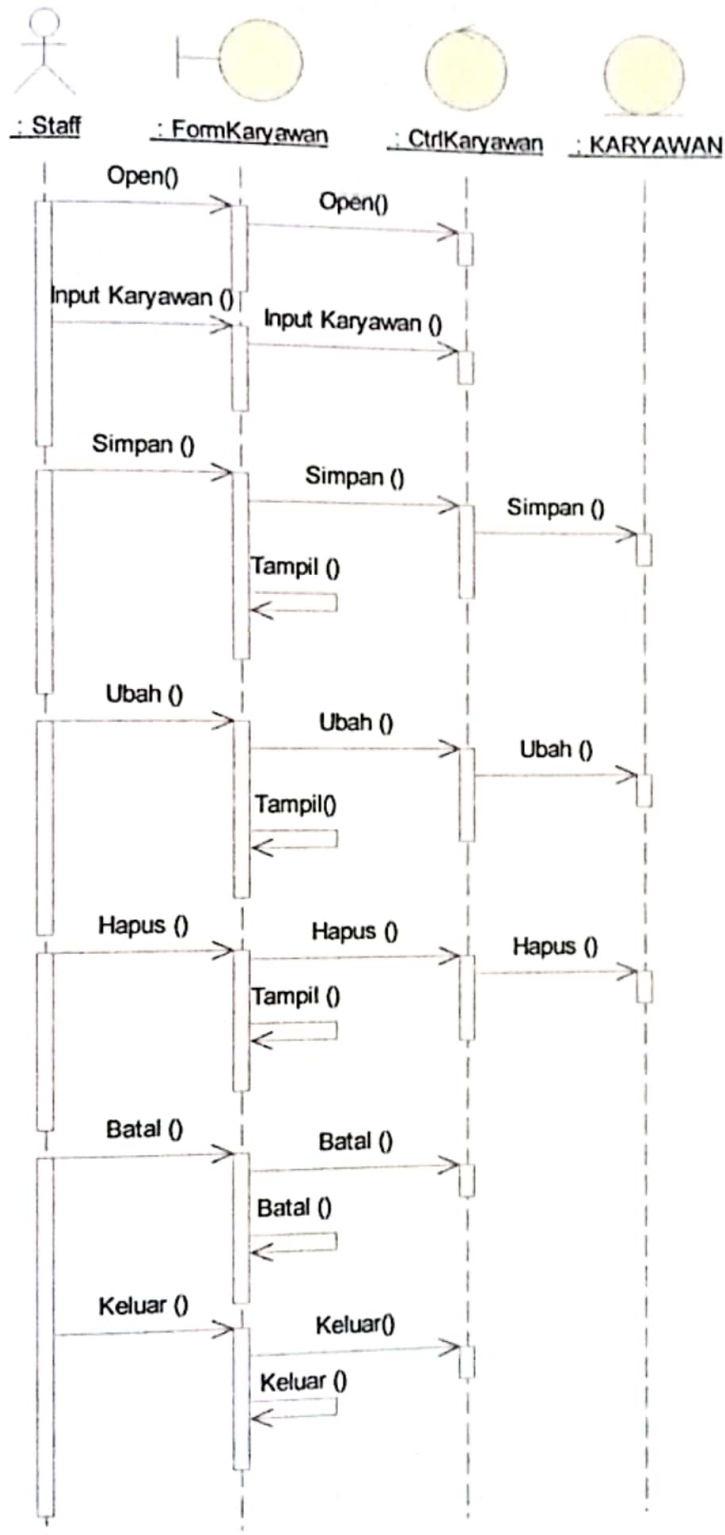 : Staff
: FormKaryawan
: CtrlKaryawan
: KARYAWAN
Open()
Open()
Input Karyawan ()
Input Karyawan ()
Simpan ()
Simpan ()
Simpan ()
Tampil ()
Ubah ()
Ubah ()
Ubah ()
Tampil()
Hapus ()
Hapus ()
Hapus ()
Tampil ()
Batal ()
Batal ()
Batal ()
Keluar ()
Keluar()
Keluar ()